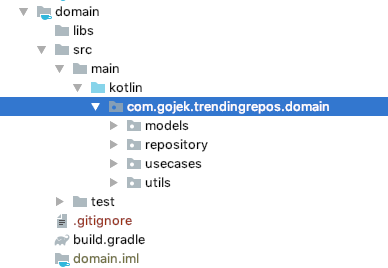 domain
libs
src
main
kotlin
com.gojek.trendingrepos.domain
models
repository
usecases
utils
test
.gitignore
build.gradle
domain.iml